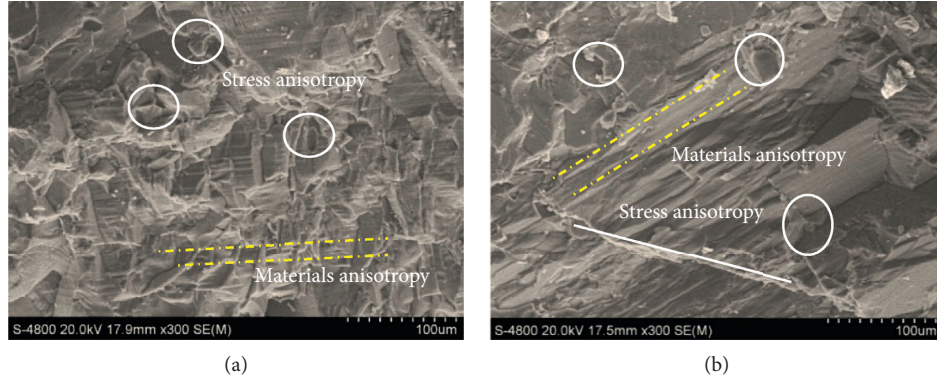 Stress anisotropy
Materials anisotropy
S-4800 20.0kV 17.9mm x300 SE(M)
100um
(a)
Materials anisotropy
Stress anisotropy
S-4800 20.0kV 17.5mm x300 SE(M)
100um
(b)